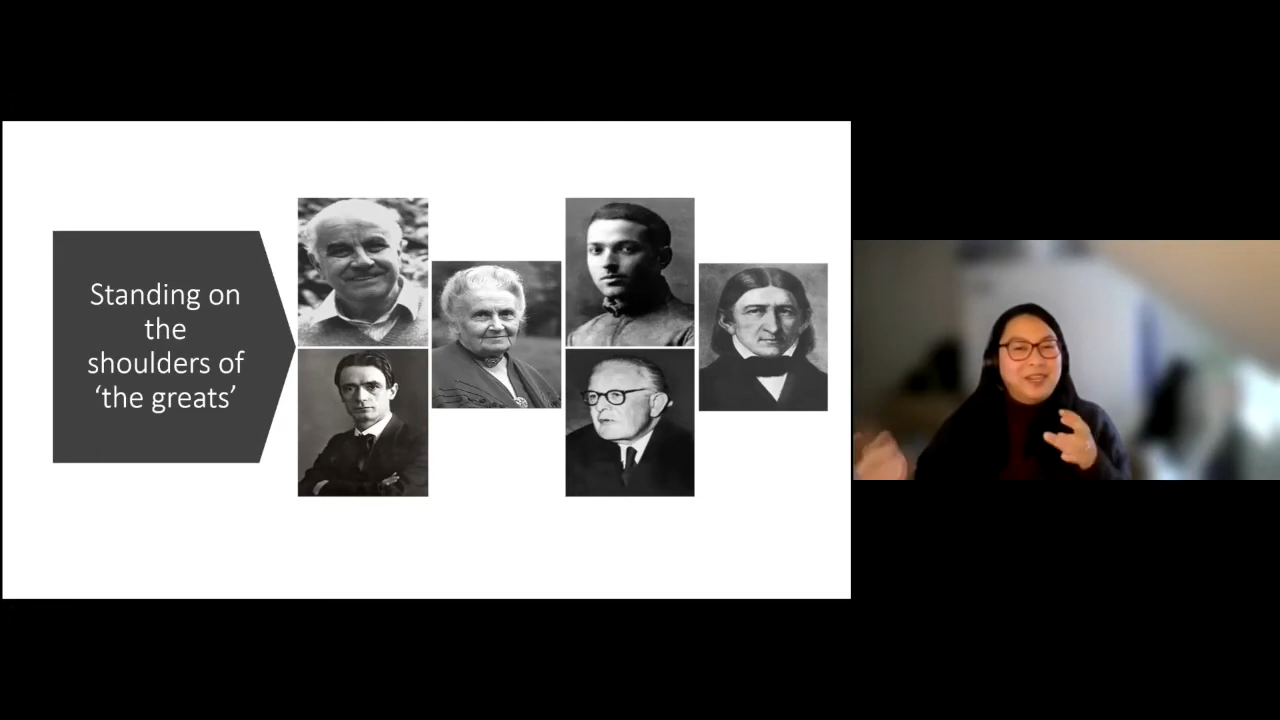 Standing on
the
shoulders of
‘the greats’